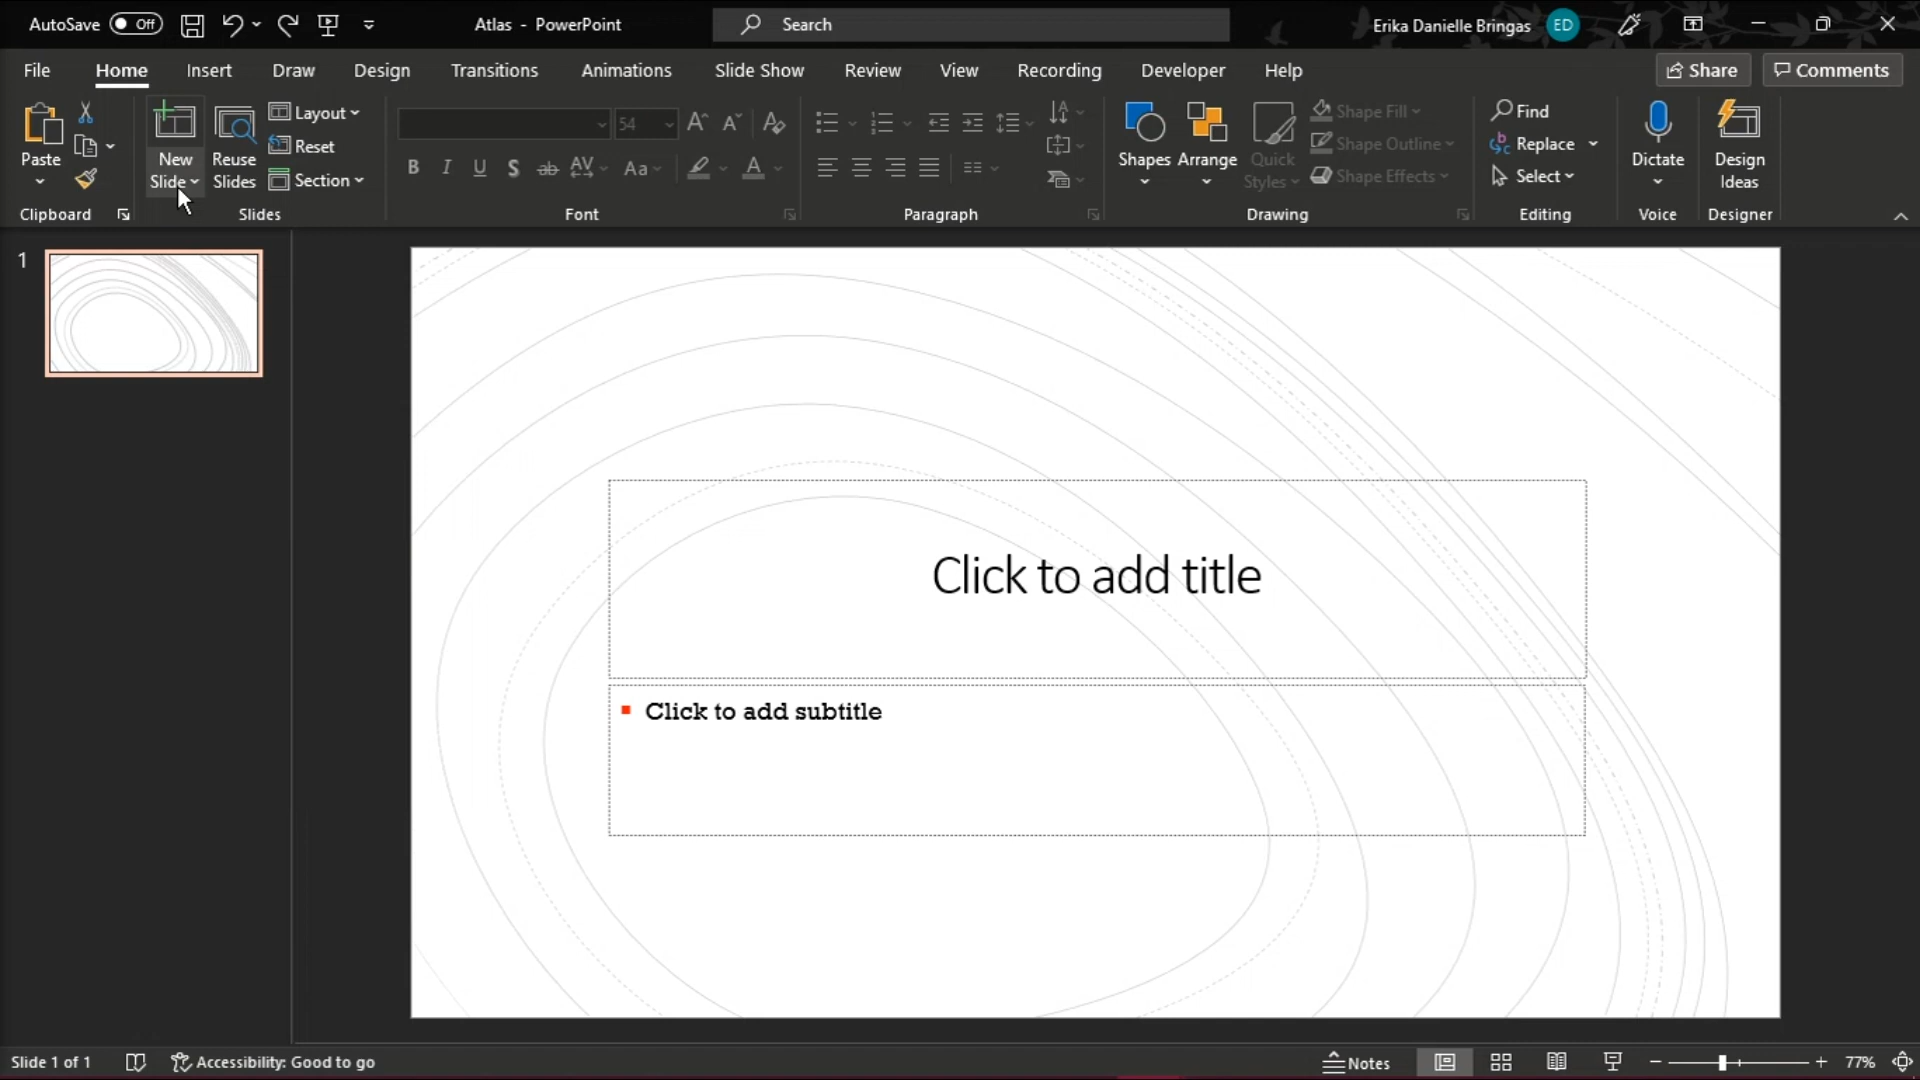 AutoSave Off Atlas - PowerPoint Search Erika Danielle Bringas ED
File Home Insert Draw Design Transitions Animations Slide Show Review View Recording Developer Help Share Comments
Paste
New
Slide
Reuse
Slides
Layout
Reset
Section
54
B I U S ab AV Aa A
Shapes
Arrange
Quick
Styles
Shape Fill
Shape Outline
Shape Effects
Find
Replace
Select
Dictate
Design
Ideas
Clipboard Slides Font Paragraph Drawing Editing Voice Designer
1
Click to add title
Click to add subtitle
Slide 1 of 1 Accessibility: Good to go Notes 77%